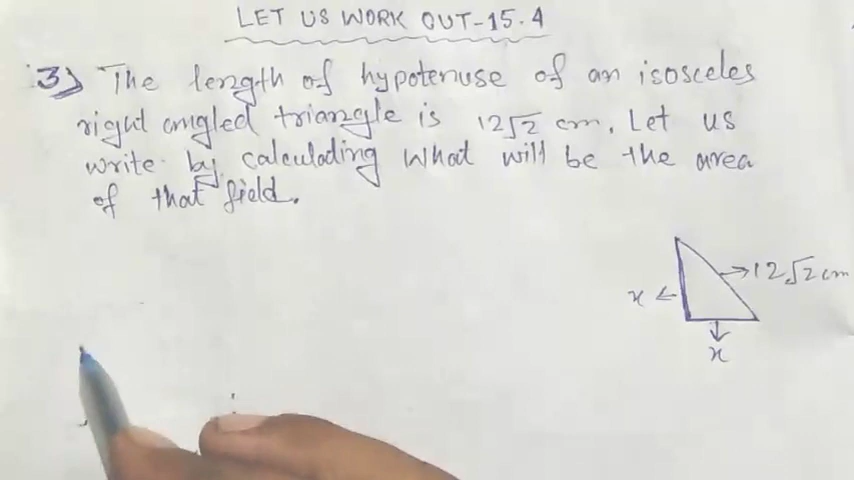 LET US WORK OUT-15.4
3) The length of hypotenuse of an isosceles
right angled triangle is 12√2 cm. Let us
write by calculating what will be the area
of that field.
12√2 cm
x
x